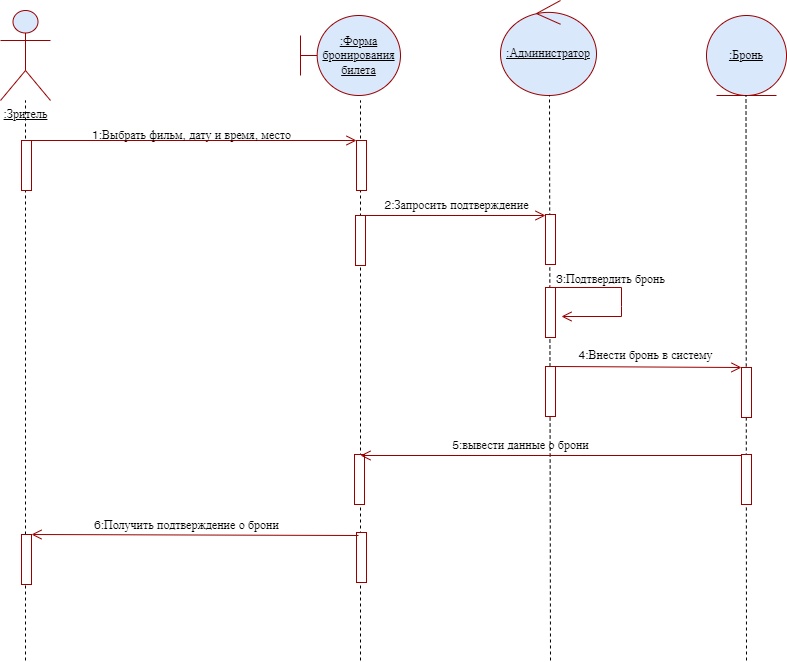 :Зритель
:Форма
бронирования
билета
:Администратор
:Бронь
1:Выбрать фильм, дату и время, место
2:Запросить подтверждение
3:Подтвердить бронь
4:Внести бронь в систему
5:вывести данные о брони
6:Получить подтверждение о брони